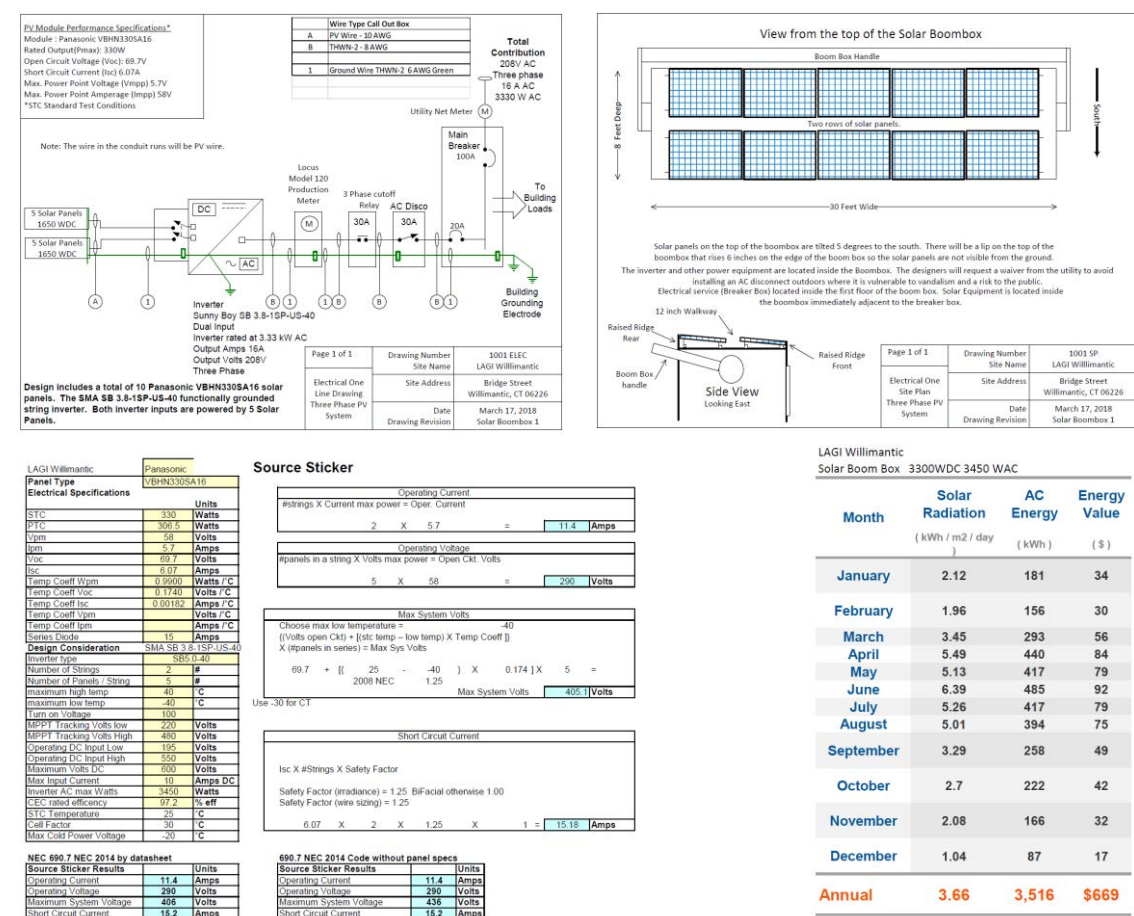 PV Module Performance Specifications*
Module : Panasonic VBHN330SA16
Rated Output(Pmax): 330W
Open Circuit Voltage (Voc): 69.7V
Short Circuit Current (Isc) 6.07A
Max. Power Point Voltage (Vmpp) 5.7V
Max. Power Point Amperage (Impp) 58V
*STC Standard Test Conditions
Wire Type Call Out Box
A PV Wire - 10 AWG
B THWN-2 - 8 AWG
1 Ground Wire THWN-2 6 AWG Green
Total
Contribution
208V AC
Three phase
16 A AC
3330 W AC
Utility Net Meter M
Note: The wire in the conduit runs will be PV wire.
Main
Breaker
100A
Locus
Model 120
Production
Meter
3 Phase cutoff
Relay
AC Disco
To
Building
Loads
5 Solar Panels
1650 WDC
5 Solar Panels
1650 WDC
DC
AC
M
30A
30A
20A
A
1
B
1
1
B
B
1
Building
Grounding
Electrode
Inverter
Sunny Boy SB 3.8-1SP-US-40
Dual Input
Inverter rated at 3.33 kW AC
Output Amps 16A
Output Volts 208V
Three Phase
Design includes a total of 10 Panasonic VBHN330SA16 solar
panels. The SMA SB 3.8-1SP-US-40 functionally grounded
string inverter. Both inverter inputs are powered by 5 Solar
Panels.
Page 1 of 1
Electrical One
Line Drawing
Three Phase PV
System
Drawing Number 1001 ELEC
Site Name LAGI Willlimantic
Site Address Bridge Street
Willimantic, CT 06226
Date March 17, 2018
Drawing Revision Solar Boombox 1
View from the top of the Solar Boombox
Boom Box Handle
8 Feet Deep
Two rows of solar panels.
South
30 Feet Wide
Solar panels on the top of the boombox are tilted 5 degrees to the south. There will be a lip on the top of the
boombox that rises 6 inches on the edge of the boom box so the solar panels are not visible from the ground.
The inverter and other power equipment are located inside the Boombox. The designers will request a waiver from the utility to avoid
installing an AC disconnect outdoors where it is vulnerable to vandalism and a risk to the public.
Electrical service (Breaker Box) located inside the first floor of the boom box. Solar Equipment is located inside
the boombox immediately adjacent to the breaker box.
12 inch Walkway
Raised Ridge
Rear
Boom Box
handle
Side View
Looking East
Raised Ridge
Front
Page 1 of 1
Electrical One
Site Plan
Three Phase PV
System
Drawing Number 1001 SP
Site Name LAGI Willimantic
Site Address Bridge Street
Willimantic, CT 06226
Date March 17, 2018
Drawing Revision Solar Boombox 1
LAGI Willimantic Panasonic
Panel Type VBHN330SA16
Electrical Specifications
Units
STC 330 Watts
PTC 306.5 Watts
Vpm 58 Volts
Ipm 5.7 Amps
Voc 69.7 Volts
Isc 6.07 Amps
Temp Coeff Wpm 0.9900 Watts /°C
Temp Coeff Voc 0.1740 Volts /°C
Temp Coeff Isc 0.00182 Amps /°C
Temp Coeff Vpm Volts /°C
Temp Coeff Ipm Amps /°C
Series Diode 15 Amps
Design Consideration SMA SB 3.8-1SP-US-40
Inverter type SB5.0-40
Number of Strings 2 #
Number of Panels / String 5 #
maximum high temp 40 °C
maximum low temp -40 °C
Turn on Voltage 100
MPPT Tracking Volts low 220 Volts
MPPT Tracking Volts High 480 Volts
Operating DC Input Low 195 Volts
Operating DC Input High 550 Volts
Maximum Volts DC 600 Volts
Max Input Current 10 Amps DC
Inverter AC max Watts 3450 Watts
CEC rated efficency 97.2 % eff
STC Temperature 25 °C
Cell Factor 30 °C
Max Cold Power Voltage -20 °C
NEC 690.7 NEC 2014 by datasheet
Source Sticker Results Units
Operating Current 11.4 Amps
Operating Voltage 290 Volts
Maximum System Voltage 406 Volts
Short Circuit Current 15.2 Amps
Source Sticker
Operating Current
#strings X Current max power = Oper. Current
2 X 5.7 = 11.4 Amps
Operating Voltage
#panels in a string X Volts max power = Open Ckt. Volts
5 X 58 = 290 Volts
Max System Volts
Choose max low temperature = -40
{(Volts open Ckt) + [(stc temp – low temp) X Temp Coeff ]}
X (#panels in series) = Max Sys Volts
69.7 + [( 25 - -40 ) X 0.174 ] X 5 =
2008 NEC 1.25
Max System Volts 405.1 Volts
Use -30 for CT
Short Circuit Current
Isc X #Strings X Safety Factor
Safety Factor (irradiance) = 1.25 BiFacial otherwise 1.00
Safety Factor (wire sizing) = 1.25
6.07 X 2 X 1.25 X 1 = 15.18 Amps
690.7 NEC 2014 Code without panel specs
Source Sticker Results Units
Operating Current 11.4 Amps
Operating Voltage 290 Volts
Maximum System Voltage 436 Volts
Short Circuit Current 15.2 Amps
LAGI Willimantic
Solar Boom Box 3300WDC 3450 WAC
Month Solar Radiation AC Energy Energy Value
( kWh / m2 / day ) ( kWh ) ( $ )
January 2.12 181 34
February 1.96 156 30
March 3.45 293 56
April 5.49 440 84
May 5.13 417 79
June 6.39 485 92
July 5.26 417 79
August 5.01 394 75
September 3.29 258 49
October 2.7 222 42
November 2.08 166 32
December 1.04 87 17
Annual 3.66 3,516 $669